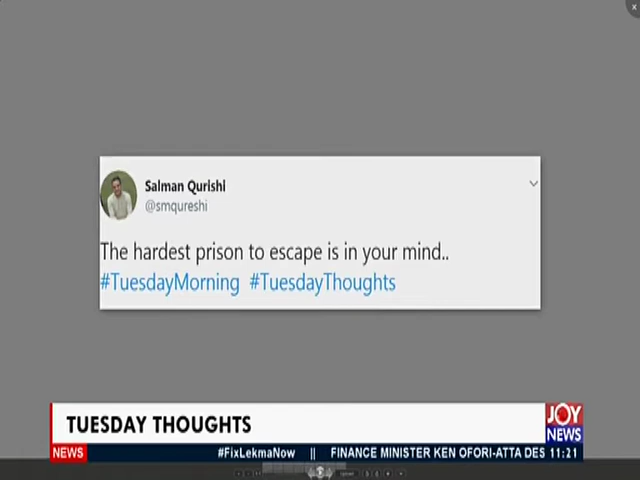 Salman Qurishi
@smqureshi
The hardest prison to escape is in your mind..
#TuesdayMorning #TuesdayThoughts
TUESDAY THOUGHTS
JOY
NEWS
NEWS #FixLekmaNow || FINANCE MINISTER KEN OFORI-ATTA DES 11:21